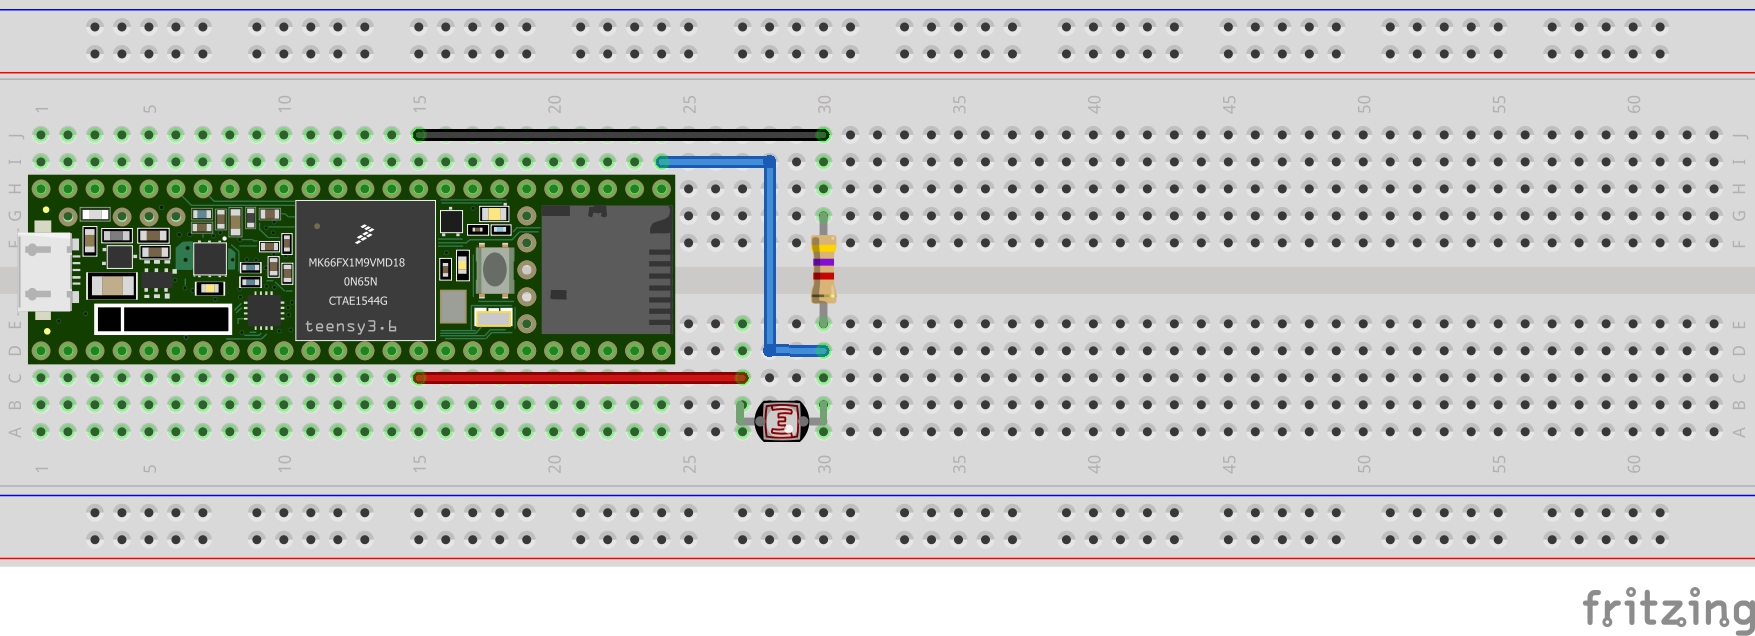 1 5 10 15 20 25 30 35 40 45 50 55 60
J J
I I
H H
G G
F F
MK66FX1M9VMD18
0N65N
CTAE1544G
teensy3.6
E E
D D
C C
B B
A A
1 5 10 15 20 25 30 35 40 45 50 55 60
fritzing